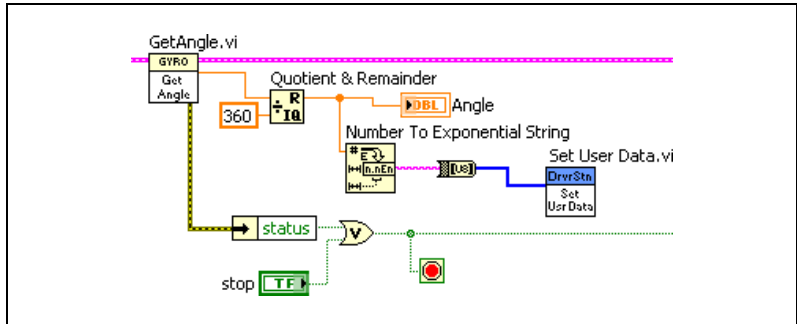 GetAngle.vi
GYRO
Get
Angle
Quotient & Remainder
R
IQ
360
DBL
Angle
Number To Exponential String
#
E
n.nEn
[U8]
Set User Data.vi
DrvrStn
Set
UsrData
status
V
stop
TF